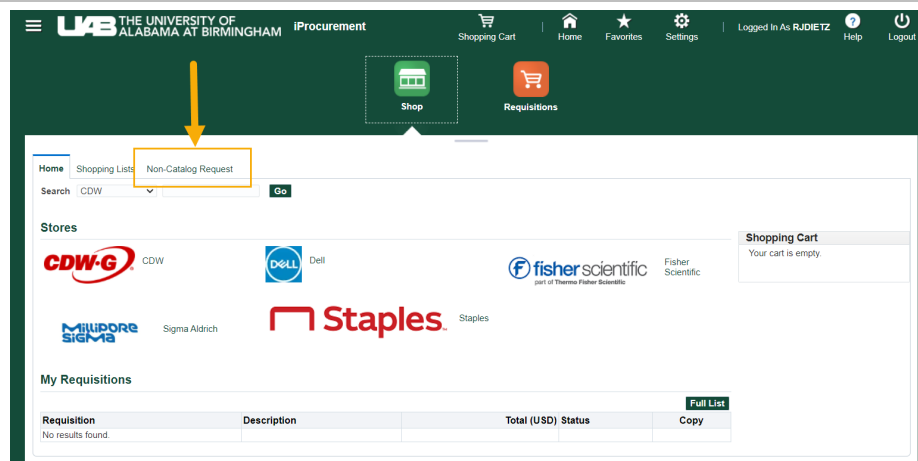 UAB THE UNIVERSITY OF
ALABAMA AT BIRMINGHAM
iProcurement
Shopping Cart
Home
Favorites
Settings
Logged In As RJDIETZ
?
Help
Logout
Shop
Requisitions
Home
Shopping Lists
Non-Catalog Request
Search CDW Go
Stores
Shopping Cart
Your cart is empty.
CDW·G
CDW
DELL
Dell
fisher scientific
part of Thermo Fisher Scientific
Fisher
Scientific
MilliPORE
SIGMA
Sigma Aldrich
Staples
Staples
My Requisitions
Full List
Requisition Description Total (USD) Status Copy
No results found.